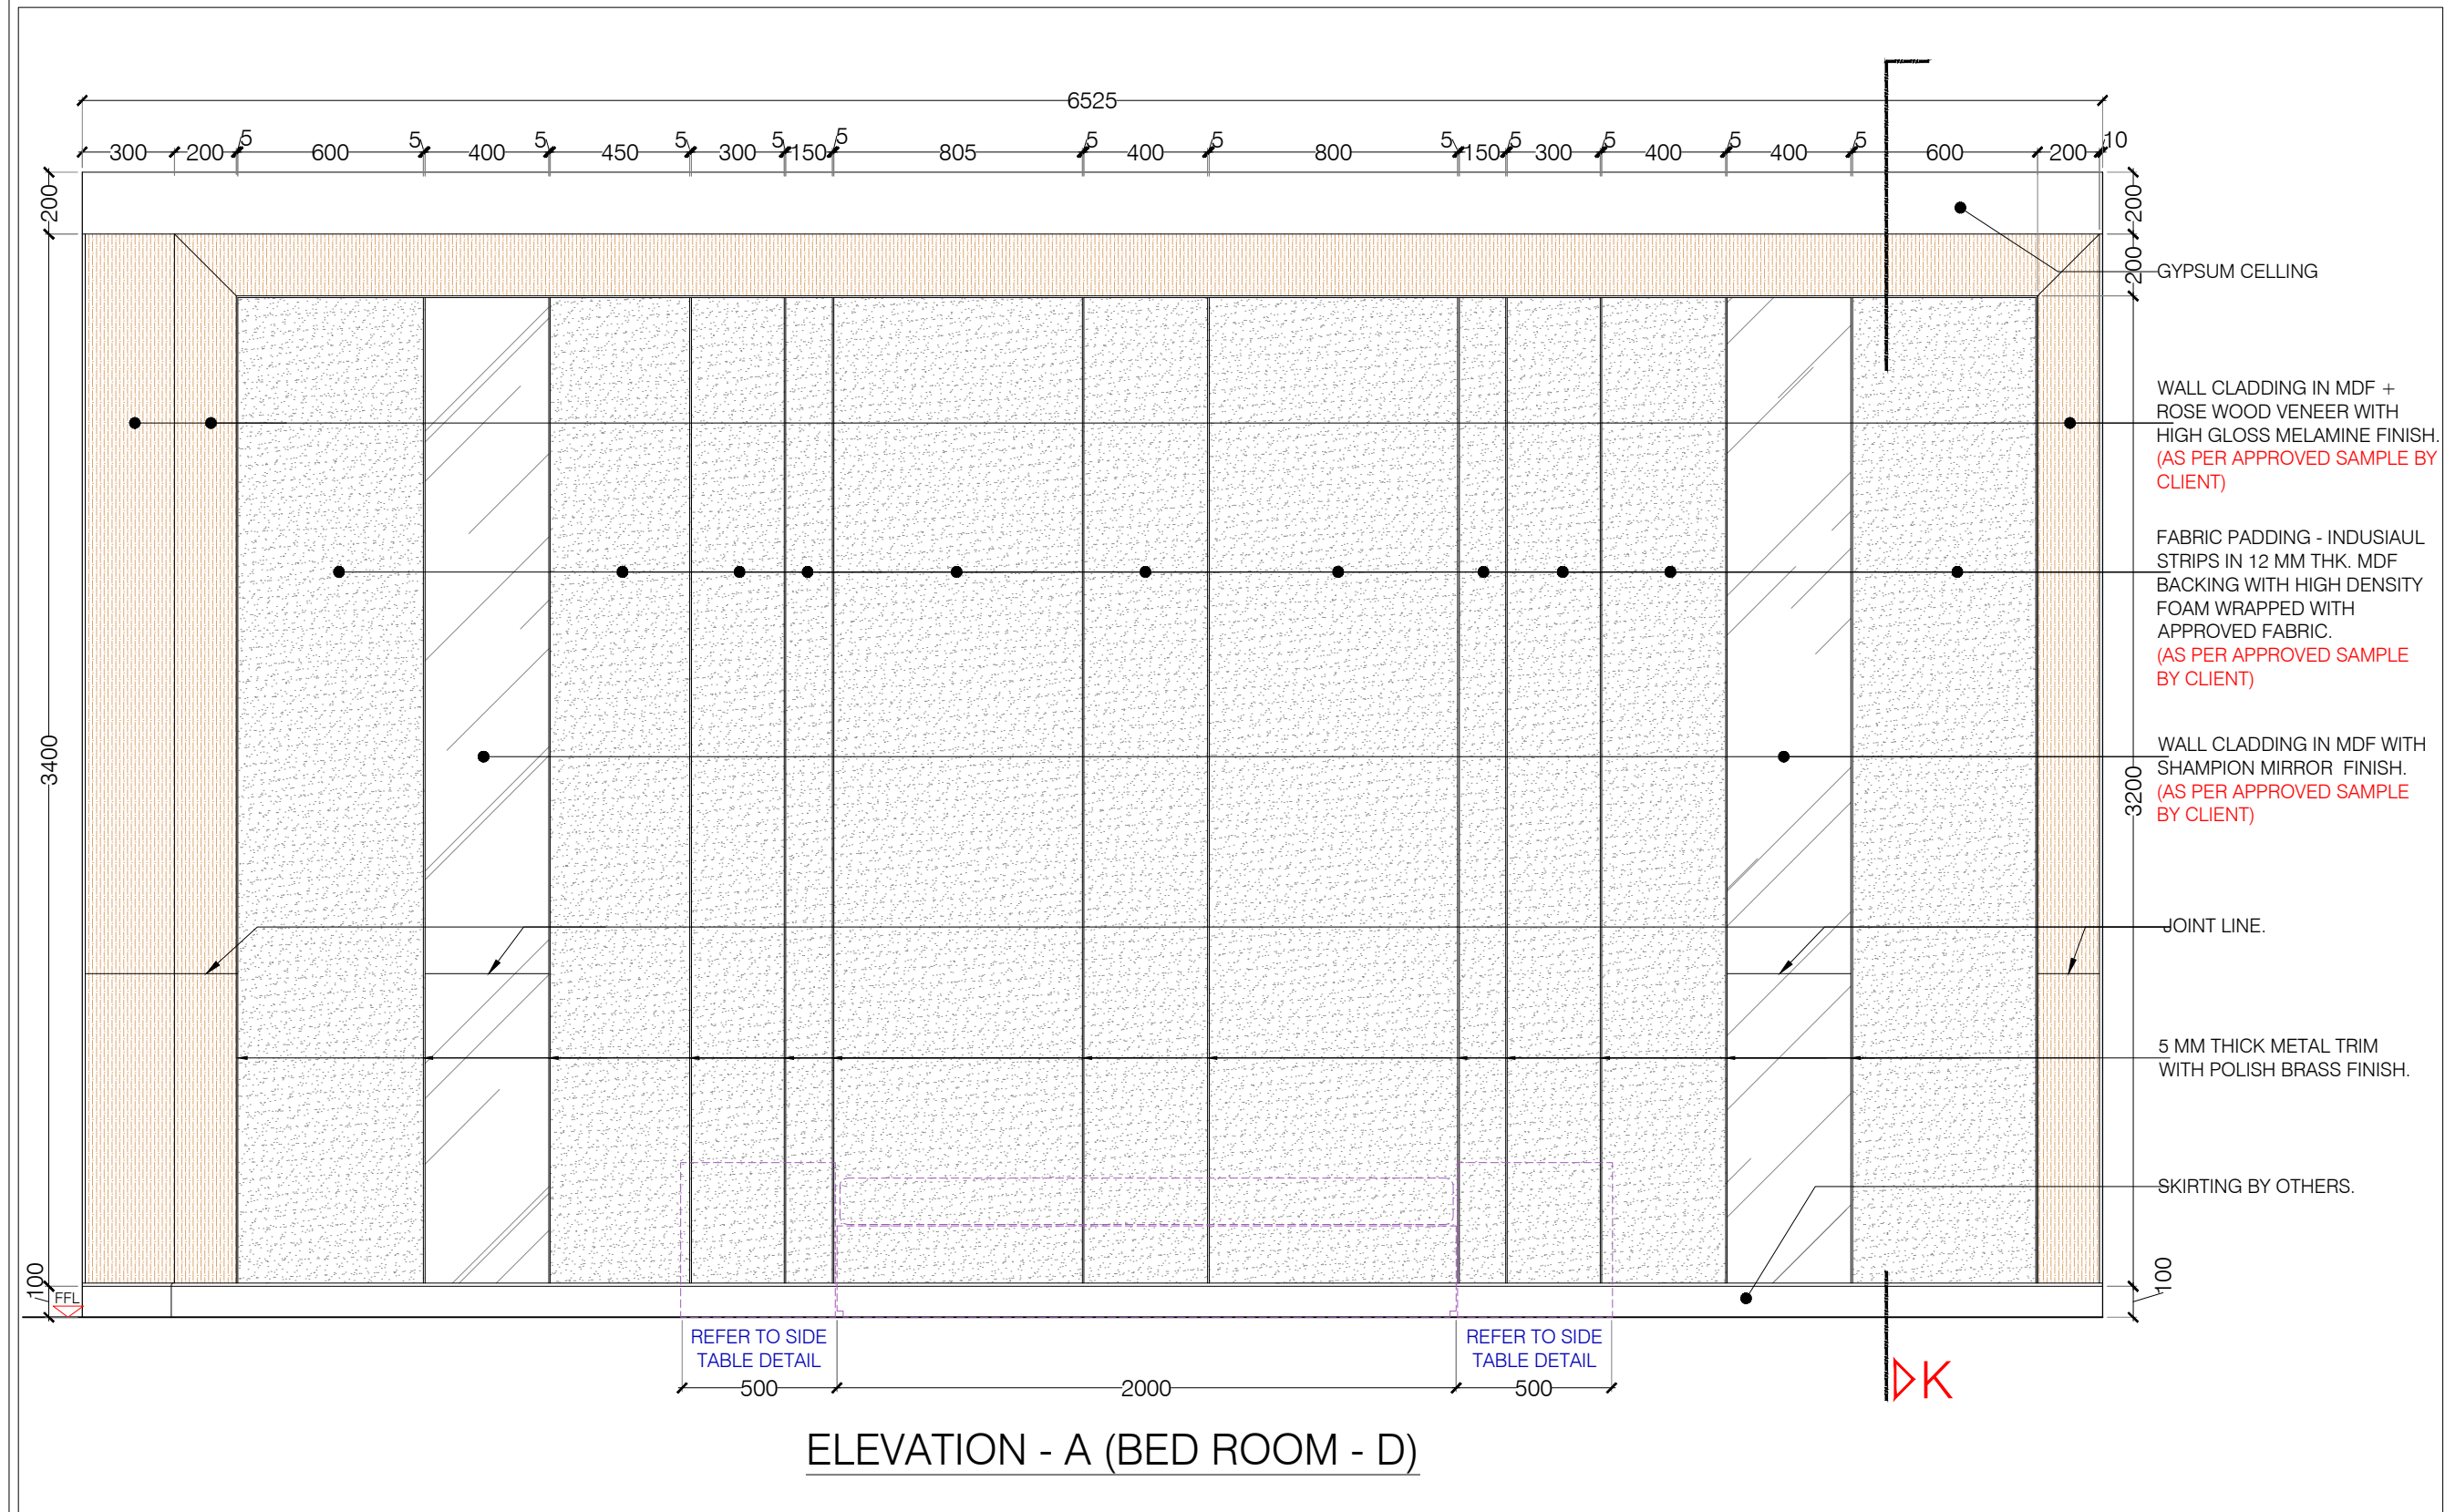 6525
300 200 5 600 5 400 5 450 5 300 5 150 5 805 5 400 5 800 5 150 5 300 5 400 5 400 5 600 200 10
200
200
200
GYPSUM CELLING
WALL CLADDING IN MDF +
ROSE WOOD VENEER WITH
HIGH GLOSS MELAMINE FINISH.
(AS PER APPROVED SAMPLE BY
CLIENT)
FABRIC PADDING - INDUSIAUL
STRIPS IN 12 MM THK. MDF
BACKING WITH HIGH DENSITY
FOAM WRAPPED WITH
APPROVED FABRIC.
(AS PER APPROVED SAMPLE
BY CLIENT)
3400
WALL CLADDING IN MDF WITH
SHAMPION MIRROR FINISH.
(AS PER APPROVED SAMPLE
BY CLIENT)
3200
JOINT LINE.
5 MM THICK METAL TRIM
WITH POLISH BRASS FINISH.
SKIRTING BY OTHERS.
100
FFL
100
REFER TO SIDE
TABLE DETAIL
REFER TO SIDE
TABLE DETAIL
500 2000 500
K
ELEVATION - A (BED ROOM - D)